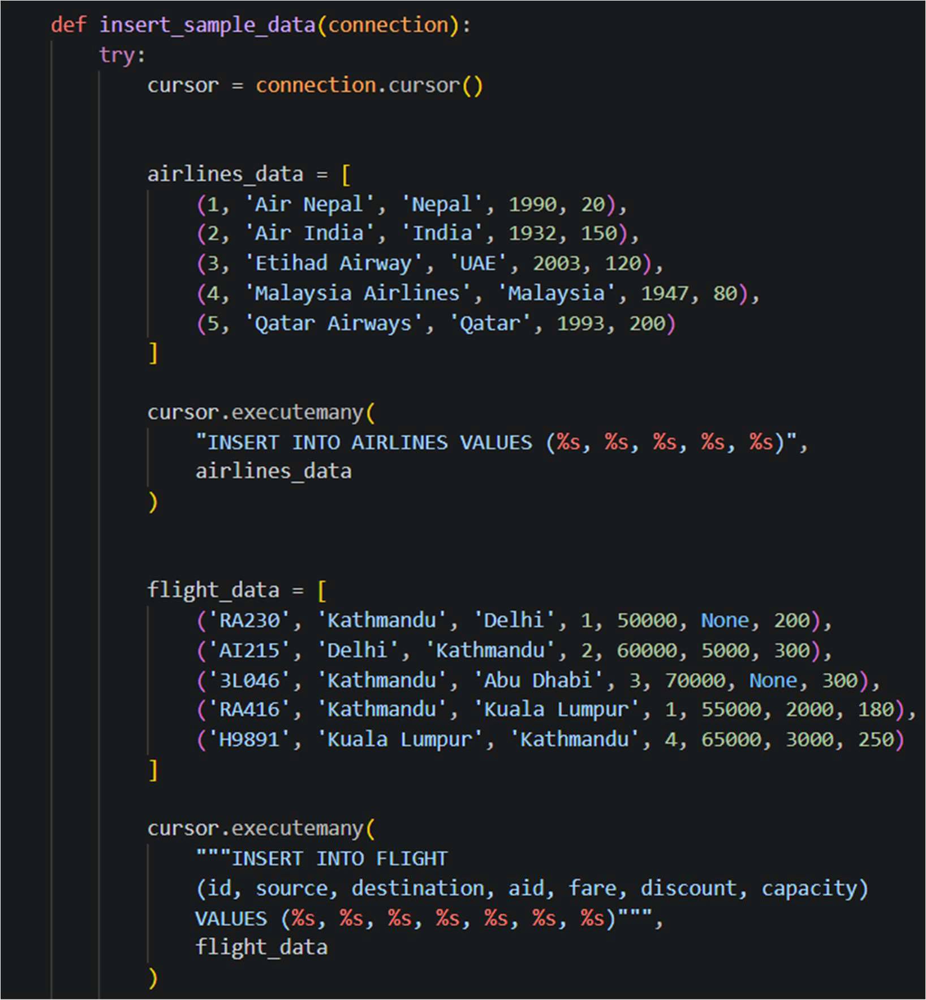 def insert_sample_data(connection):
try:
cursor = connection.cursor()
airlines_data = [
(1, 'Air Nepal', 'Nepal', 1990, 20),
(2, 'Air India', 'India', 1932, 150),
(3, 'Etihad Airway', 'UAE', 2003, 120),
(4, 'Malaysia Airlines', 'Malaysia', 1947, 80),
(5, 'Qatar Airways', 'Qatar', 1993, 200)
]
cursor.executemany(
"INSERT INTO AIRLINES VALUES (%s, %s, %s, %s, %s)",
airlines_data
)
flight_data = [
('RA230', 'Kathmandu', 'Delhi', 1, 50000, None, 200),
('AI215', 'Delhi', 'Kathmandu', 2, 60000, 5000, 300),
('3L046', 'Kathmandu', 'Abu Dhabi', 3, 70000, None, 300),
('RA416', 'Kathmandu', 'Kuala Lumpur', 1, 55000, 2000, 180),
('H9891', 'Kuala Lumpur', 'Kathmandu', 4, 65000, 3000, 250)
]
cursor.executemany(
"""INSERT INTO FLIGHT
(id, source, destination, aid, fare, discount, capacity)
VALUES (%s, %s, %s, %s, %s, %s, %s)""",
flight_data
)